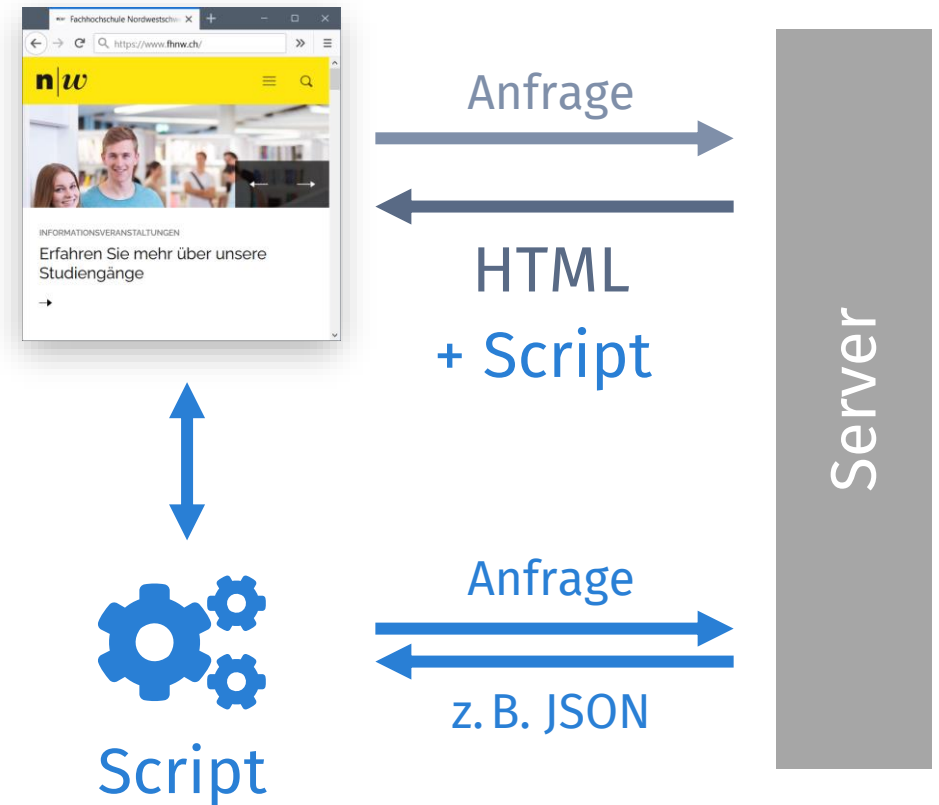 Fachhochschule Nordwestschw
https://www.fhnw.ch/
n|w
INFORMATIONSVERANSTALTUNGEN
Erfahren Sie mehr über unsere
Studiengänge
Anfrage
HTML
+ Script
Server
Anfrage
z. B. JSON
Script